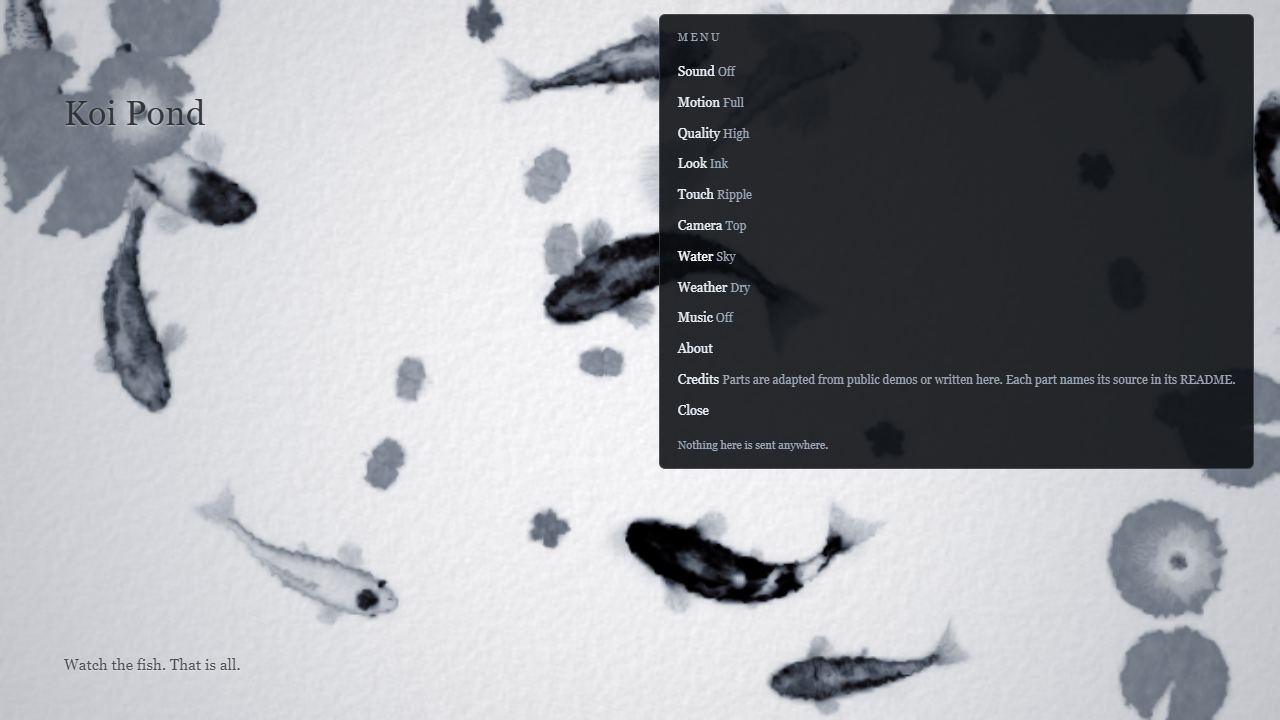 Koi Pond
MENU
Sound Off
Motion Full
Quality High
Look Ink
Touch Ripple
Camera Top
Water Sky
Weather Dry
Music Off
About
Credits Parts are adapted from public demos or written here. Each part names its source in its README.
Close
Nothing here is sent anywhere.
Watch the fish. That is all.